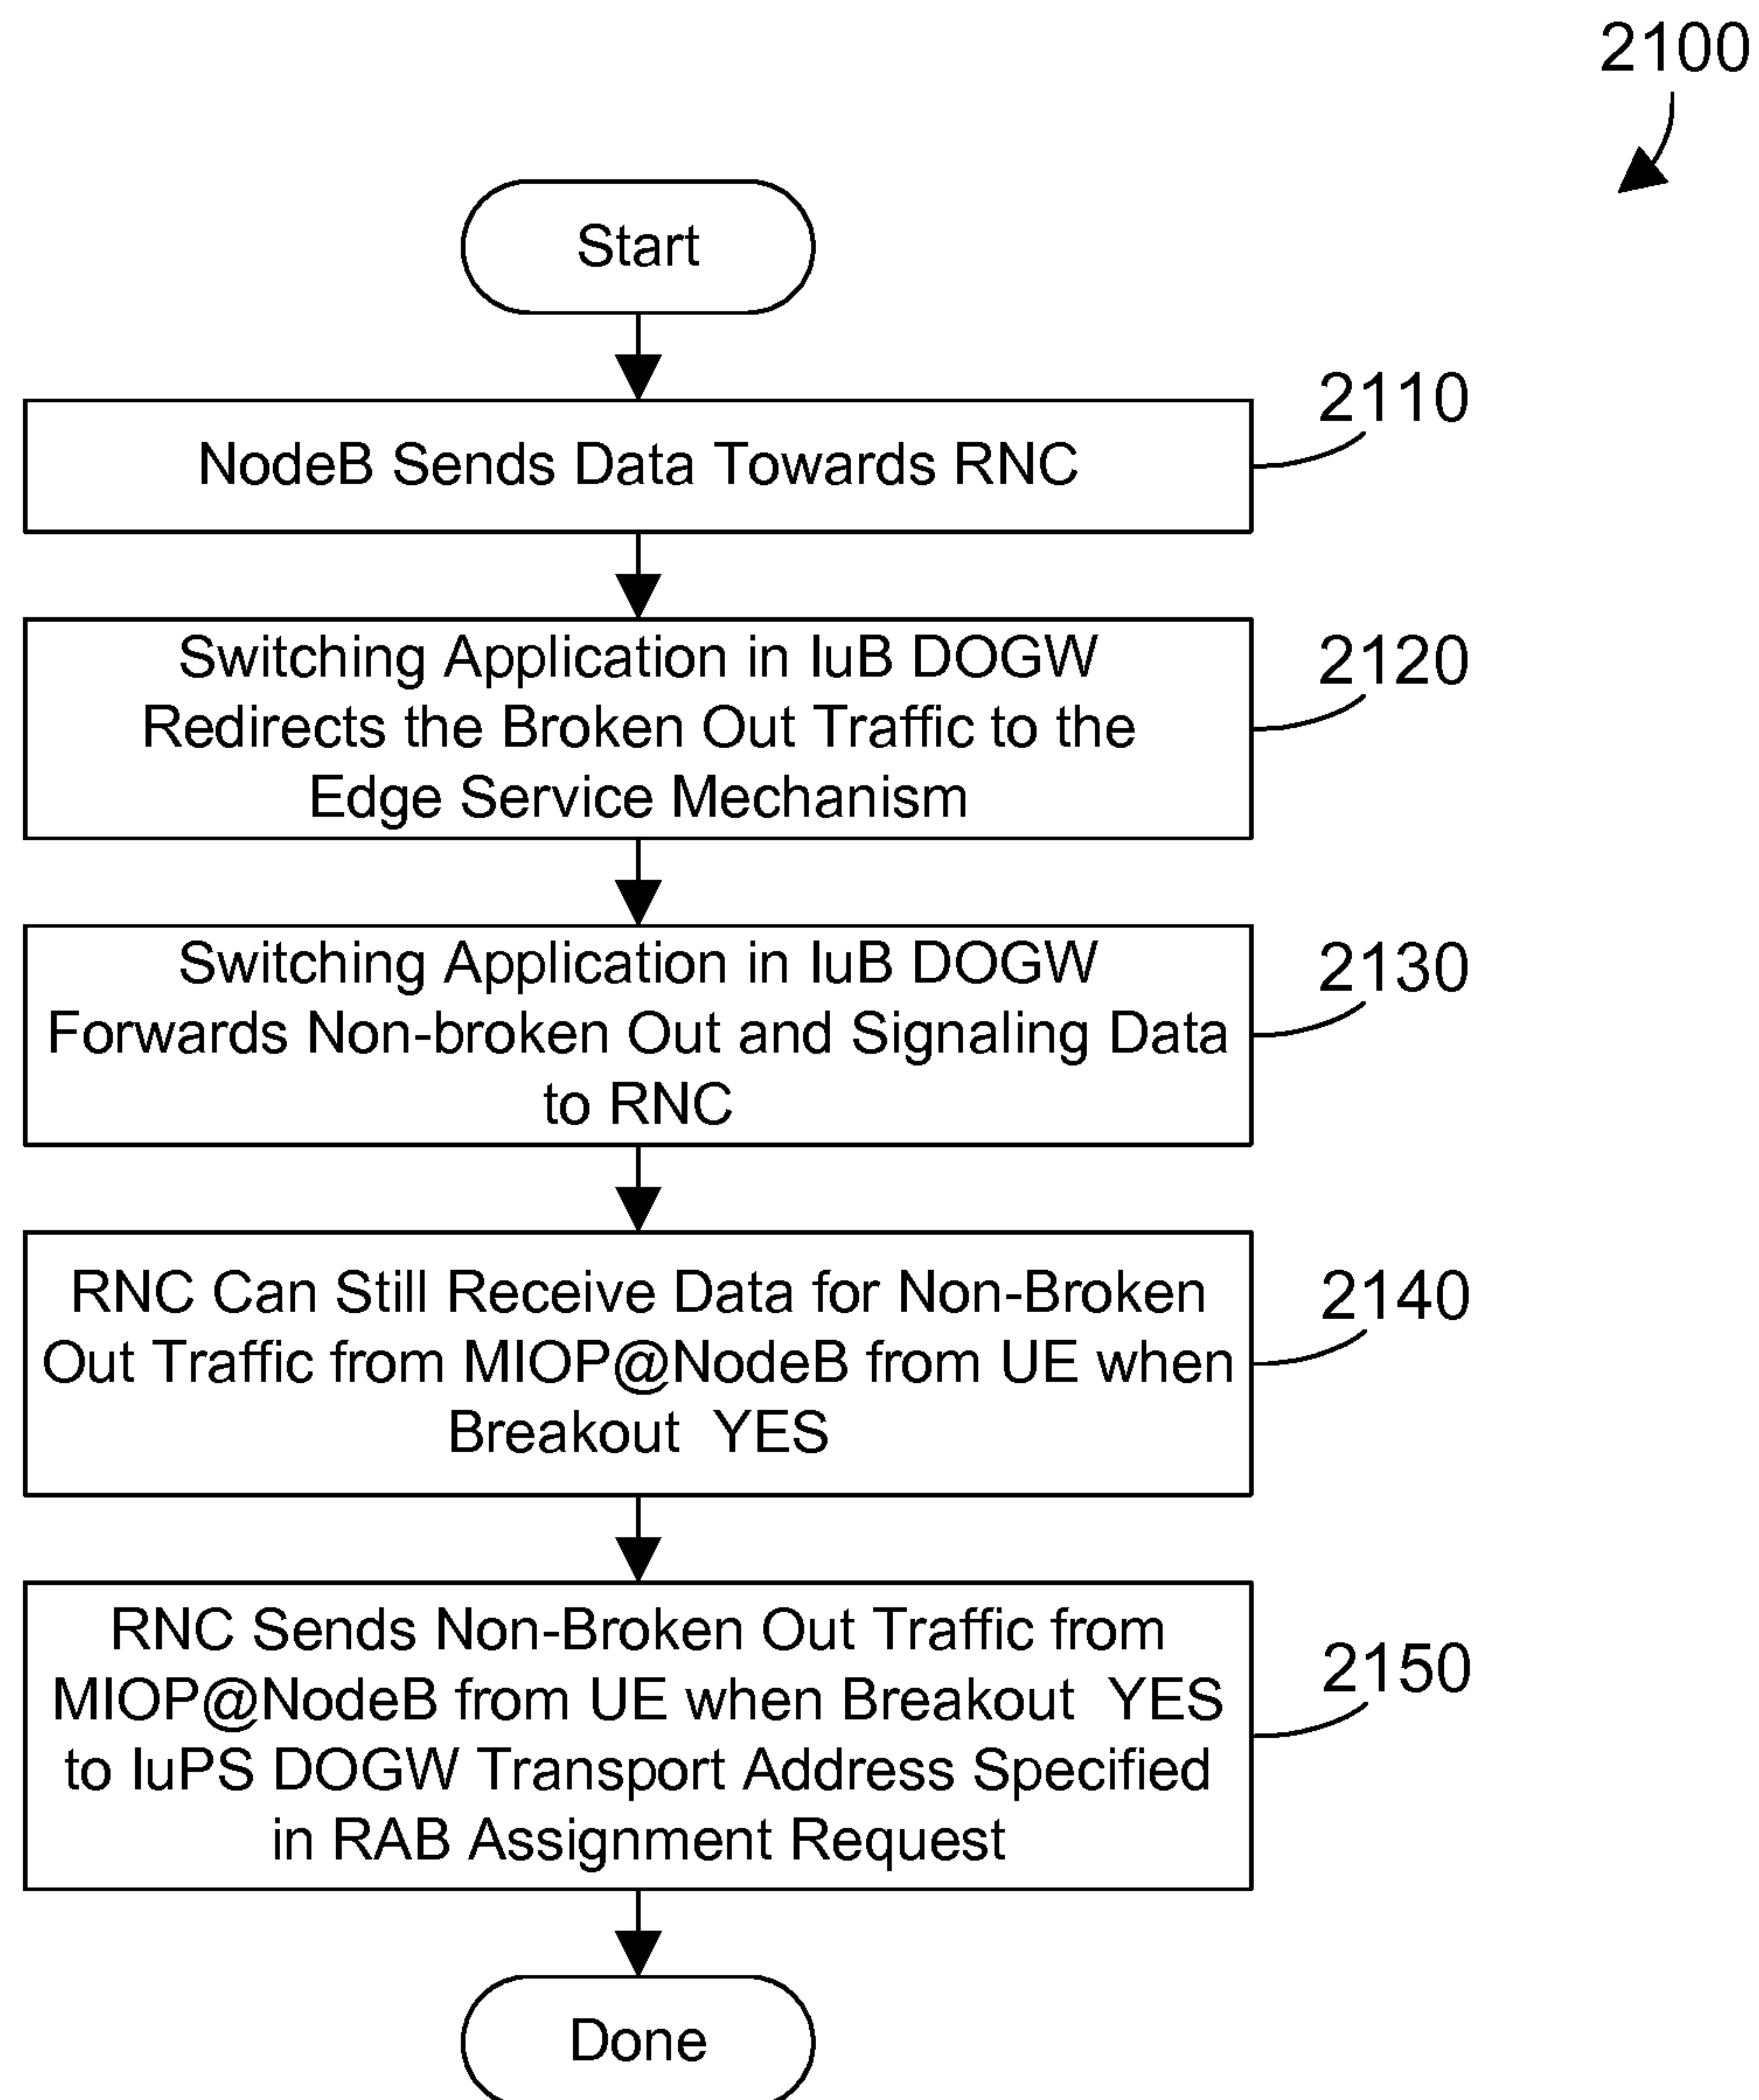 2100
Start
2110
NodeB Sends Data Towards RNC
2120
Switching Application in IuB DOGW
Redirects the Broken Out Traffic to the
Edge Service Mechanism
2130
Switching Application in IuB DOGW
Forwards Non-broken Out and Signaling Data
to RNC
2140
RNC Can Still Receive Data for Non-Broken
Out Traffic from MIOP@NodeB from UE when
Breakout  YES
2150
RNC Sends Non-Broken Out Traffic from
MIOP@NodeB from UE when Breakout  YES
to IuPS DOGW Transport Address Specified
in RAB Assignment Request
Done